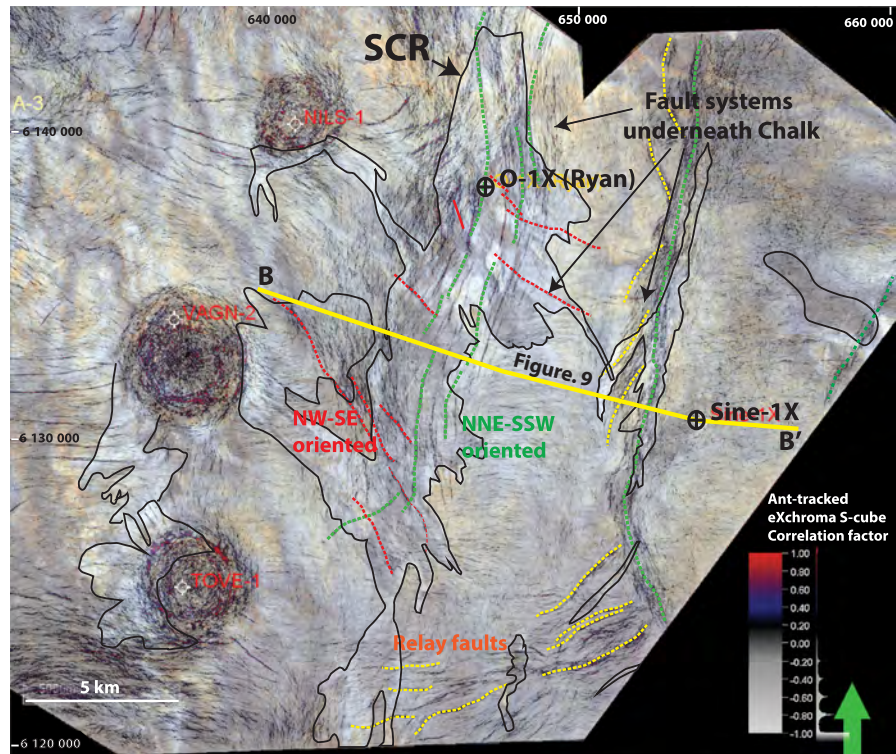 640 000
650 000
660 000
SCR
A-3
NILS-1
Fault systems
underneath Chalk
6 140 000
O-1X (Ryan)
B
VAGN-2
Figure. 9
NW-SE
oriented
NNE-SSW
oriented
Sine-1X
B'
6 130 000
Ant-tracked
eXchroma S-cube
Correlation factor
1.00
0.80
0.60
0.40
0.20
0.00
-0.20
-0.40
-0.60
-0.80
-1.00
TOVE-1
Relay faults
5 km
6 120 000